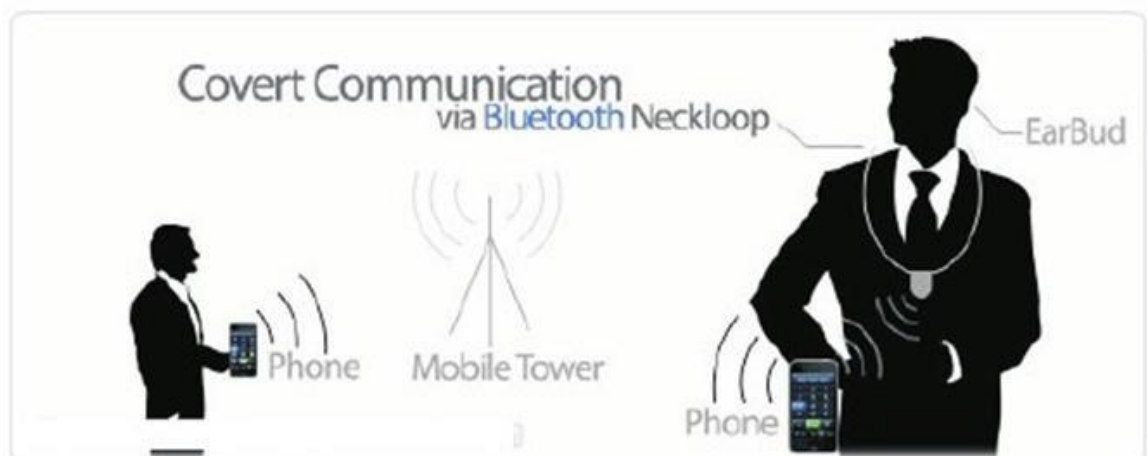 Covert Communication
via Bluetooth Neckloop
EarBud
Phone
Mobile Tower
Phone